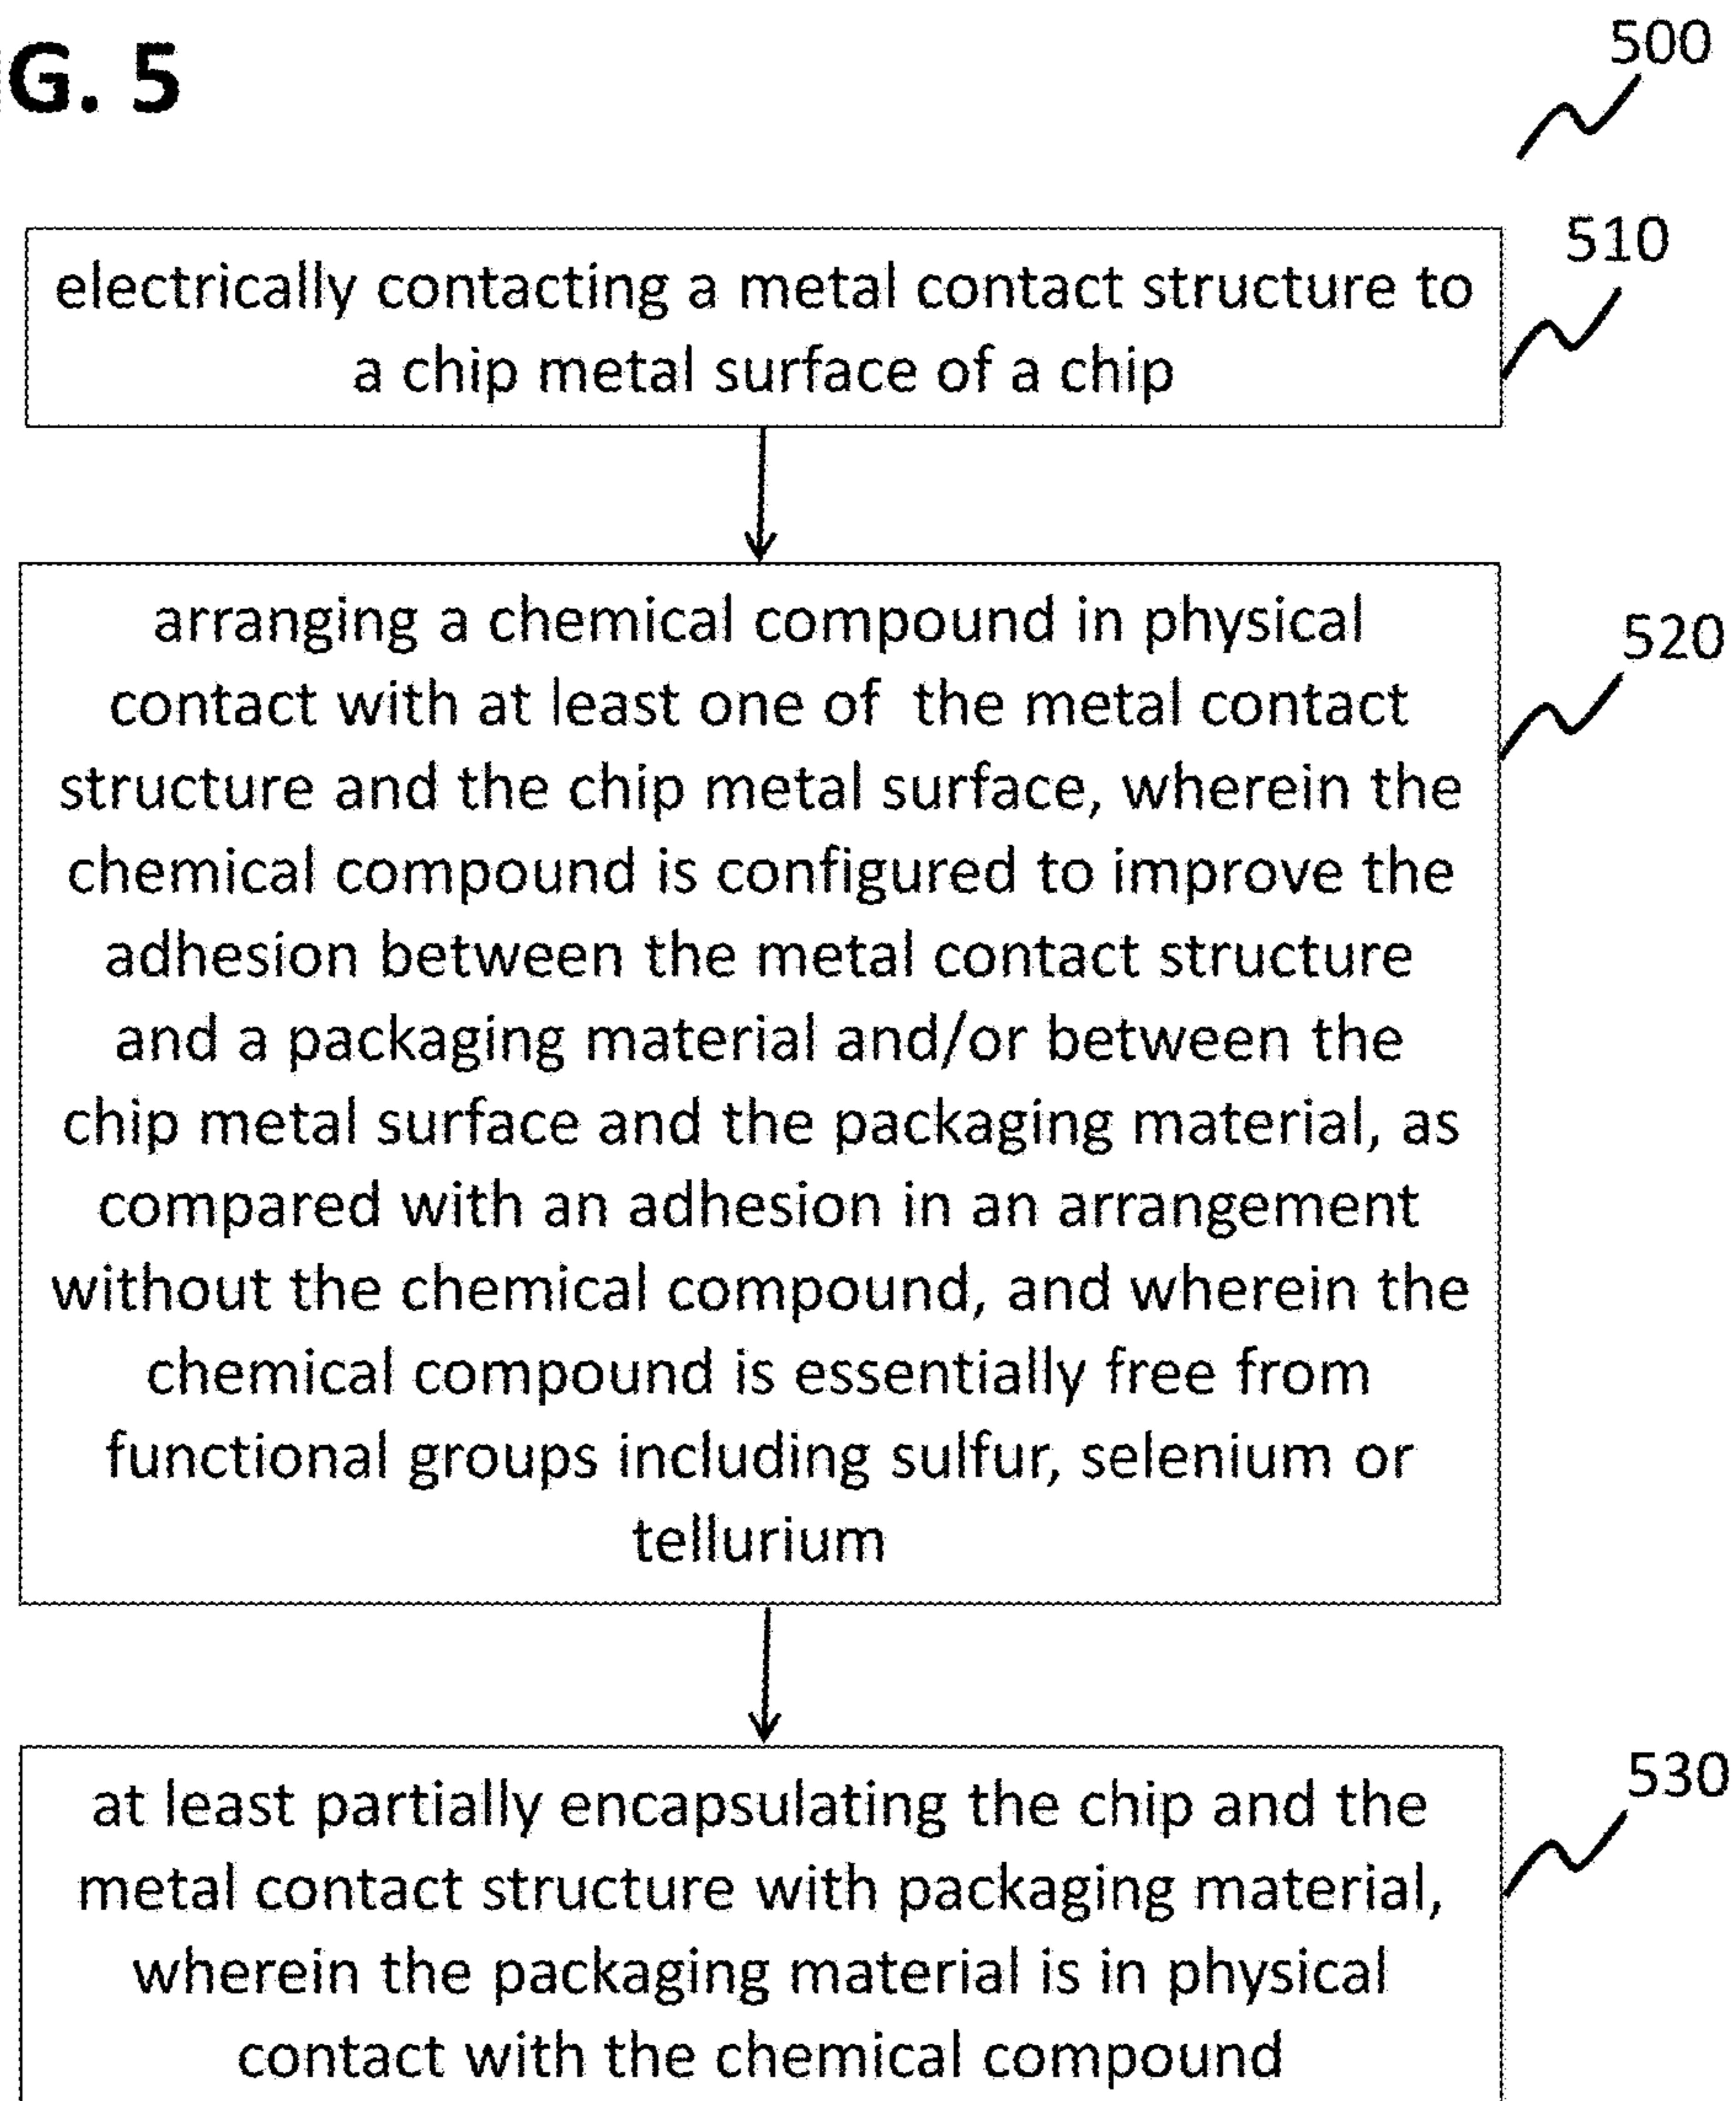 G. 5
500
510
electrically contacting a metal contact structure to
a chip metal surface of a chip
520
arranging a chemical compound in physical
contact with at least one of the metal contact
structure and the chip metal surface, wherein the
chemical compound is configured to improve the
adhesion between the metal contact structure
and a packaging material and/or between the
chip metal surface and the packaging material, as
compared with an adhesion in an arrangement
without the chemical compound, and wherein the
chemical compound is essentially free from
functional groups including sulfur, selenium or
tellurium
530
at least partially encapsulating the chip and the
metal contact structure with packaging material,
wherein the packaging material is in physical
contact with the chemical compound